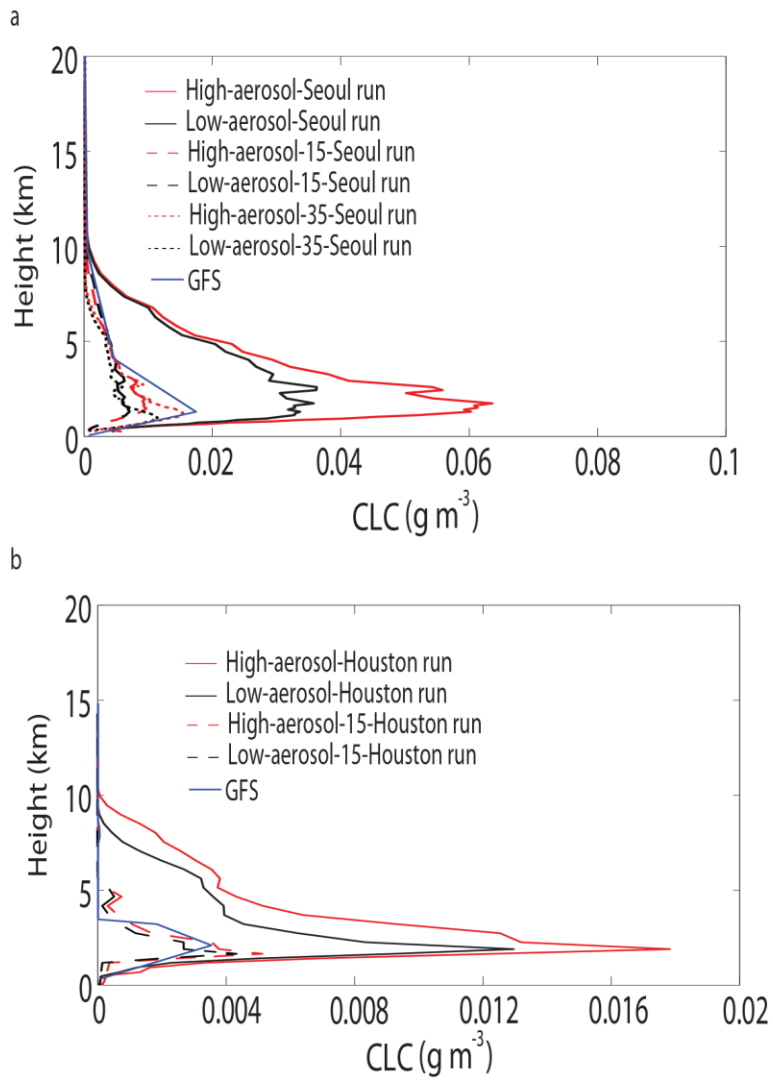 a
20
15
10
5
0
Height (km)
High-aerosol-Seoul run
Low-aerosol-Seoul run
High-aerosol-15-Seoul run
Low-aerosol-15-Seoul run
High-aerosol-35-Seoul run
Low-aerosol-35-Seoul run
GFS
0 0.02 0.04 0.06 0.08 0.1
CLC (g m⁻³)
b
20
15
10
5
0
Height (km)
High-aerosol-Houston run
Low-aerosol-Houston run
High-aerosol-15-Houston run
Low-aerosol-15-Houston run
GFS
0 0.004 0.008 0.012 0.016 0.02
CLC (g m⁻³)